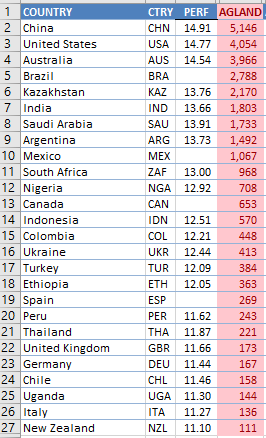 1 COUNTRY CTRY PERF AGLAND
2 China CHN 14.91 5,146
3 United States USA 14.77 4,054
4 Australia AUS 14.54 3,966
5 Brazil BRA 2,788
6 Kazakhstan KAZ 13.76 2,170
7 India IND 13.66 1,803
8 Saudi Arabia SAU 13.91 1,733
9 Argentina ARG 13.73 1,492
10 Mexico MEX 1,067
11 South Africa ZAF 13.00 968
12 Nigeria NGA 12.92 708
13 Canada CAN 653
14 Indonesia IDN 12.51 570
15 Colombia COL 12.21 448
16 Ukraine UKR 12.44 413
17 Turkey TUR 12.09 384
18 Ethiopia ETH 12.05 363
19 Spain ESP 269
20 Peru PER 11.62 243
21 Thailand THA 11.87 221
22 United Kingdom GBR 11.66 173
23 Germany DEU 11.44 167
24 Chile CHL 11.46 158
25 Uganda UGA 11.30 144
26 Italy ITA 11.27 136
27 New Zealand NZL 11.10 111